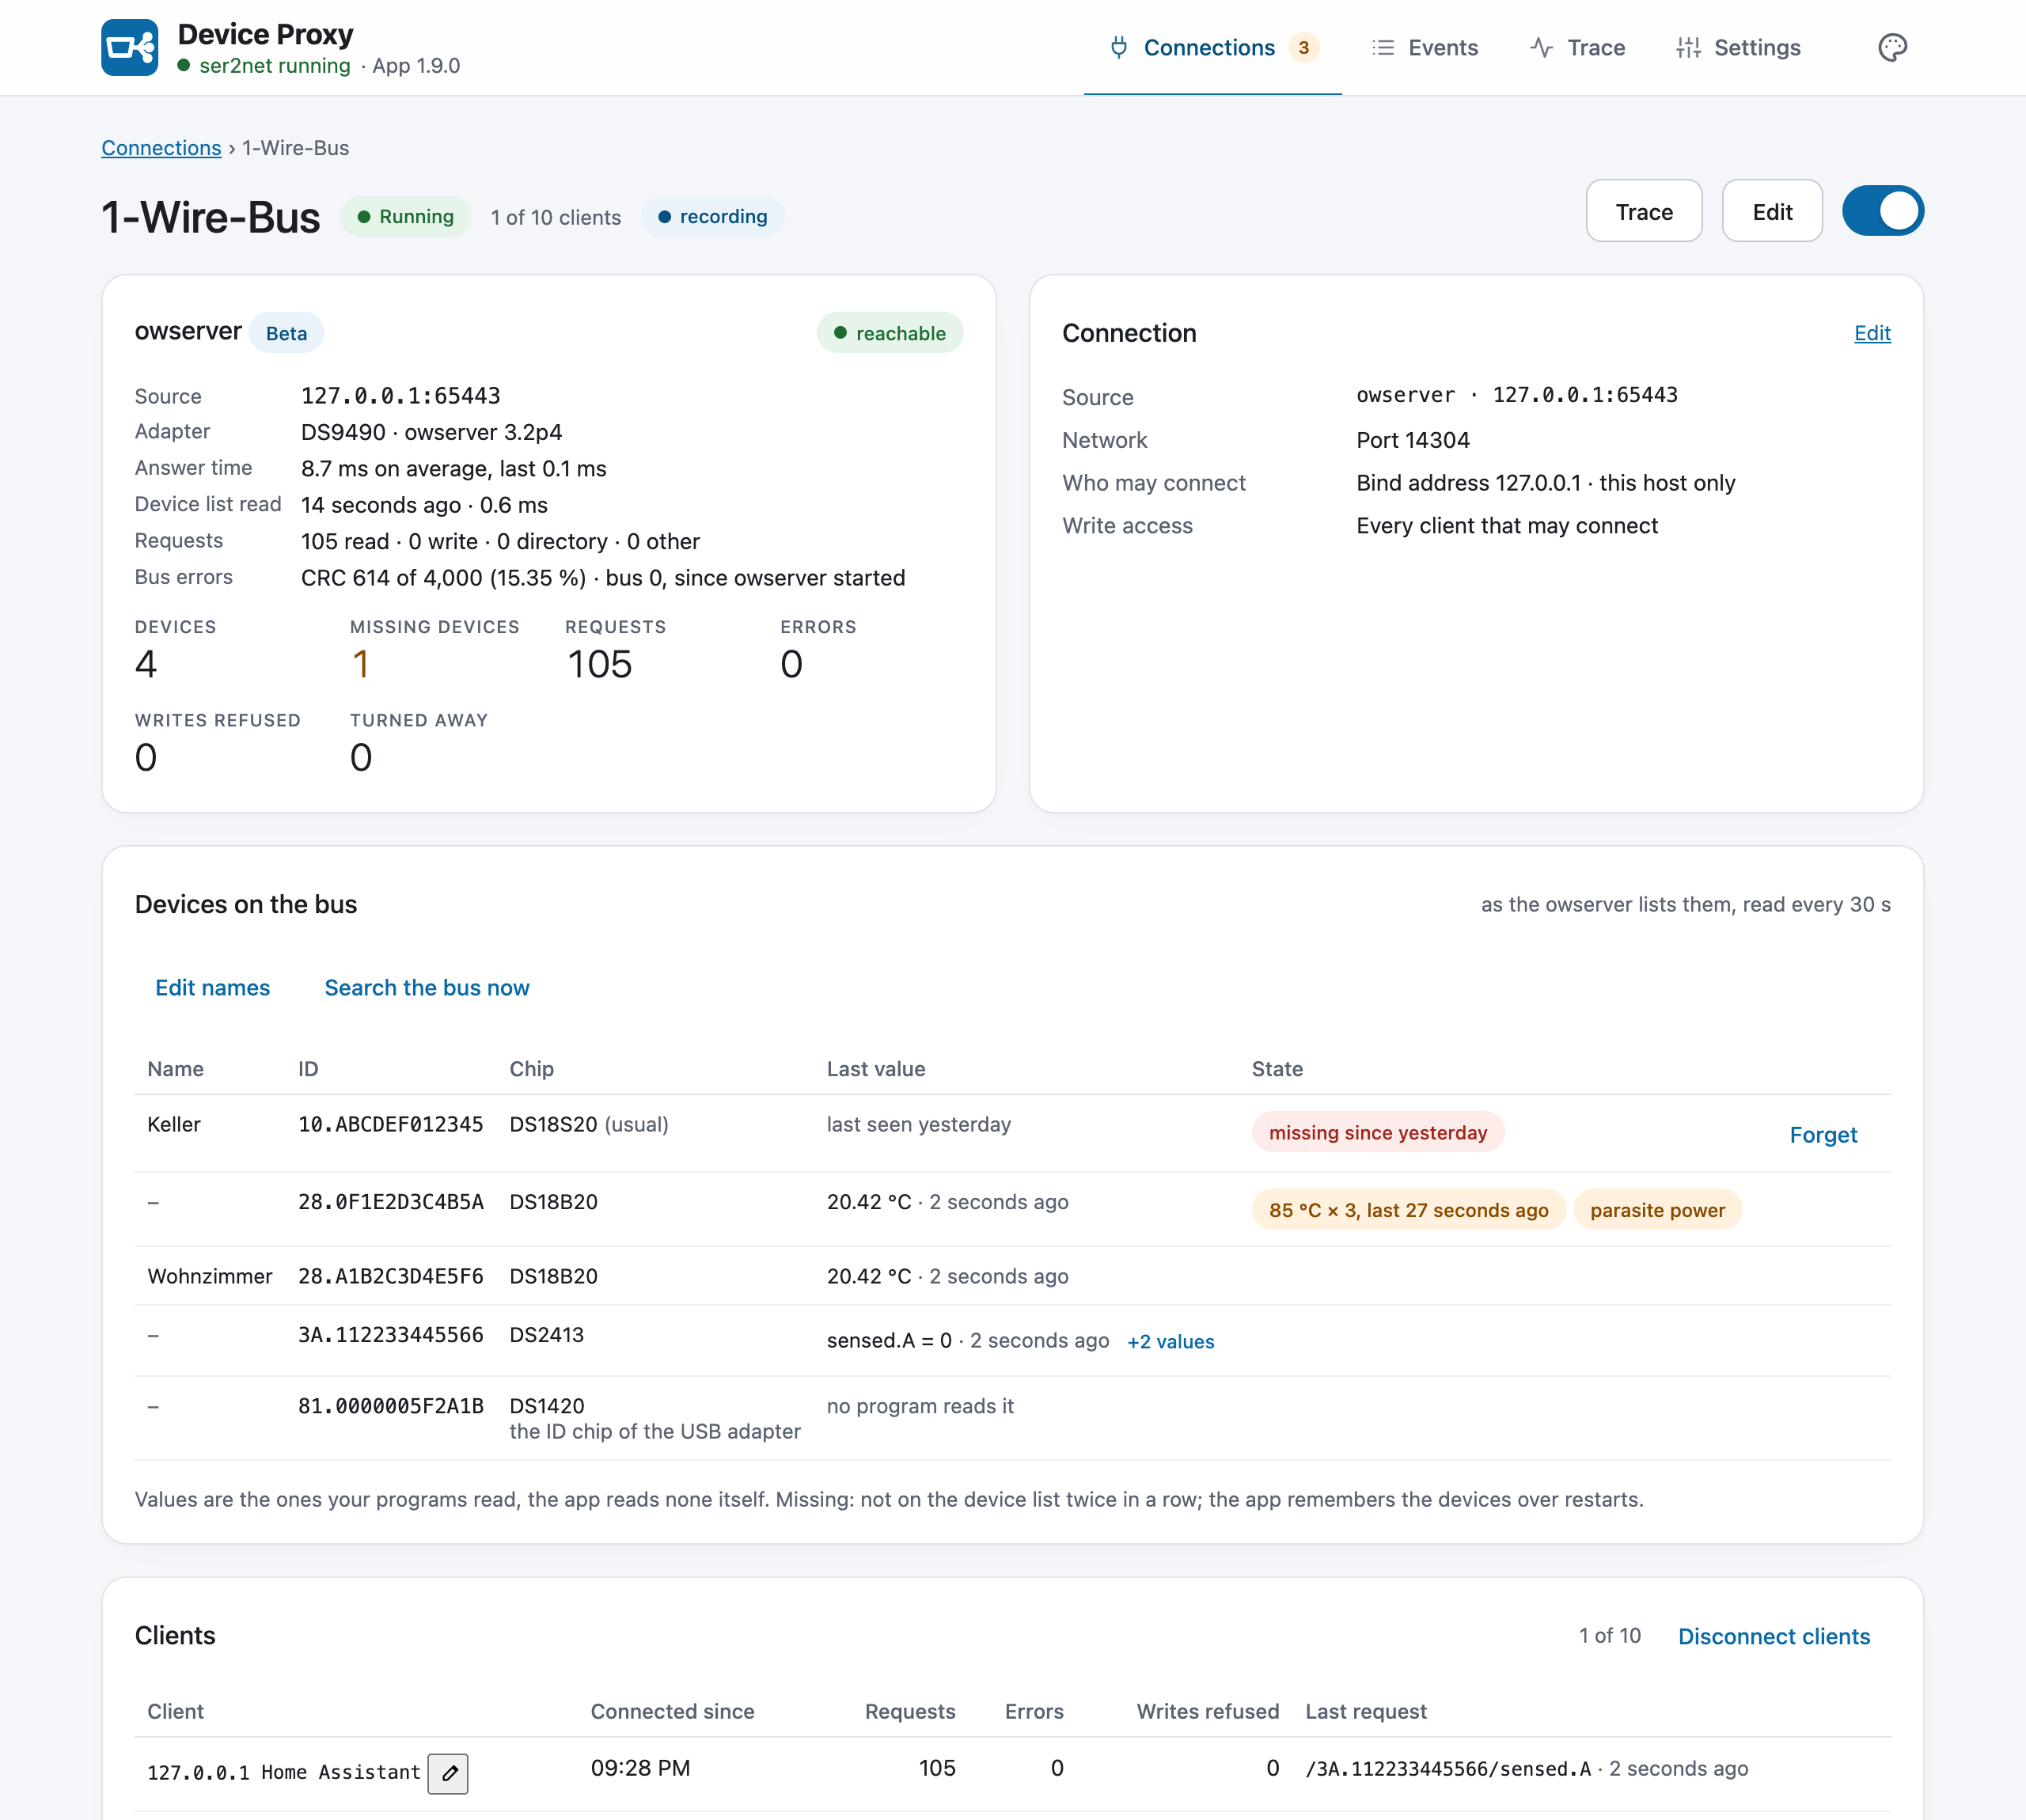 Device Proxy
ser2net running · App 1.9.0
Connections 3
Events
Trace
Settings
Connections › 1-Wire-Bus
1-Wire-Bus
Running
1 of 10 clients
recording
Trace
Edit
owserver Beta
reachable
Source 127.0.0.1:65443
Adapter DS9490 · owserver 3.2p4
Answer time 8.7 ms on average, last 0.1 ms
Device list read 14 seconds ago · 0.6 ms
Requests 105 read · 0 write · 0 directory · 0 other
Bus errors CRC 614 of 4,000 (15.35 %) · bus 0, since owserver started
DEVICES MISSING DEVICES REQUESTS ERRORS
4 1 105 0
WRITES REFUSED TURNED AWAY
0 0
Connection Edit
Source owserver · 127.0.0.1:65443
Network Port 14304
Who may connect Bind address 127.0.0.1 · this host only
Write access Every client that may connect
Devices on the bus as the owserver lists them, read every 30 s
Edit names Search the bus now
Name ID Chip Last value State
Keller 10.ABCDEF012345 DS18S20 (usual) last seen yesterday missing since yesterday Forget
– 28.0F1E2D3C4B5A DS18B20 20.42 °C · 2 seconds ago 85 °C × 3, last 27 seconds ago parasite power
Wohnzimmer 28.A1B2C3D4E5F6 DS18B20 20.42 °C · 2 seconds ago
– 3A.112233445566 DS2413 sensed.A = 0 · 2 seconds ago +2 values
– 81.0000005F2A1B DS1420 no program reads it
the ID chip of the USB adapter
Values are the ones your programs read, the app reads none itself. Missing: not on the device list twice in a row; the app remembers the devices over restarts.
Clients 1 of 10 Disconnect clients
Client Connected since Requests Errors Writes refused Last request
127.0.0.1 Home Assistant 09:28 PM 105 0 0 /3A.112233445566/sensed.A · 2 seconds ago